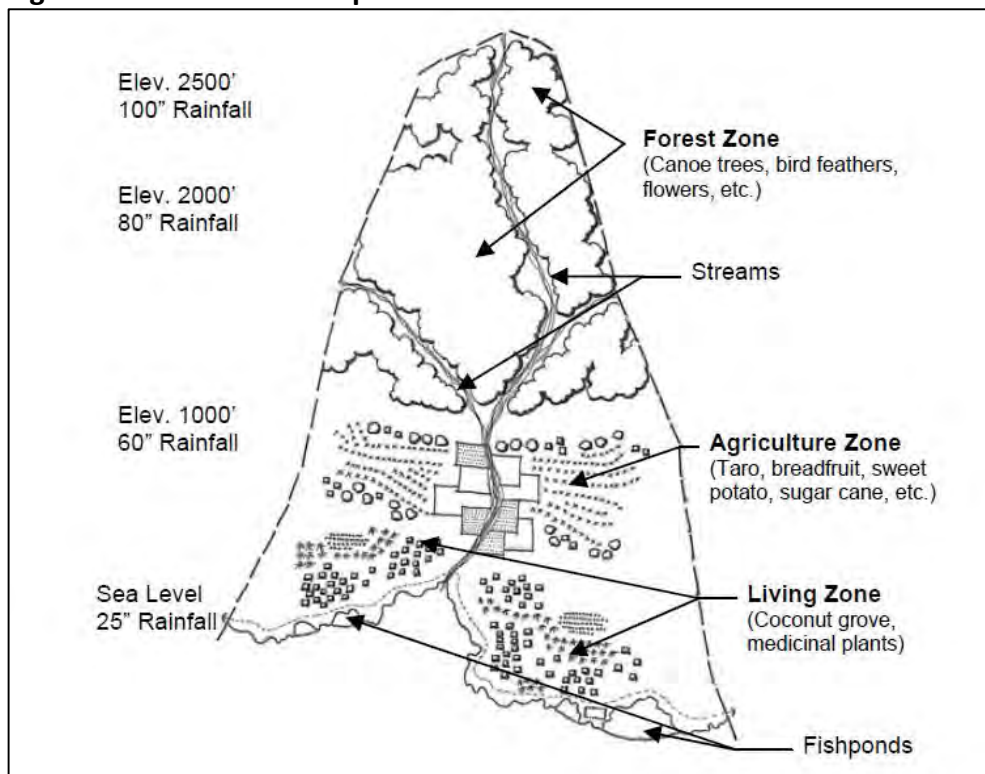 Elev. 2500’
100” Rainfall
Forest Zone
(Canoe trees, bird feathers,
flowers, etc.)
Elev. 2000’
80” Rainfall
Streams
Elev. 1000’
60” Rainfall
Agriculture Zone
(Taro, breadfruit, sweet
potato, sugar cane, etc.)
Sea Level
25” Rainfall
Living Zone
(Coconut grove,
medicinal plants)
Fishponds